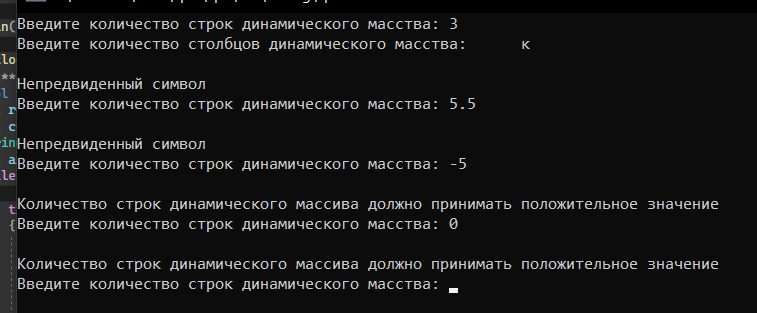 Введите количество строк динамического масства: 3
Введите количество столбцов динамического масства:      к
Непредвиденный символ
Введите количество строк динамического масства: 5.5
Непредвиденный символ
Введите количество строк динамического масства: -5
Количество строк динамического массива должно принимать положительное значение
Введите количество строк динамического масства: 0
Количество строк динамического массива должно принимать положительное значение
Введите количество строк динамического масства: